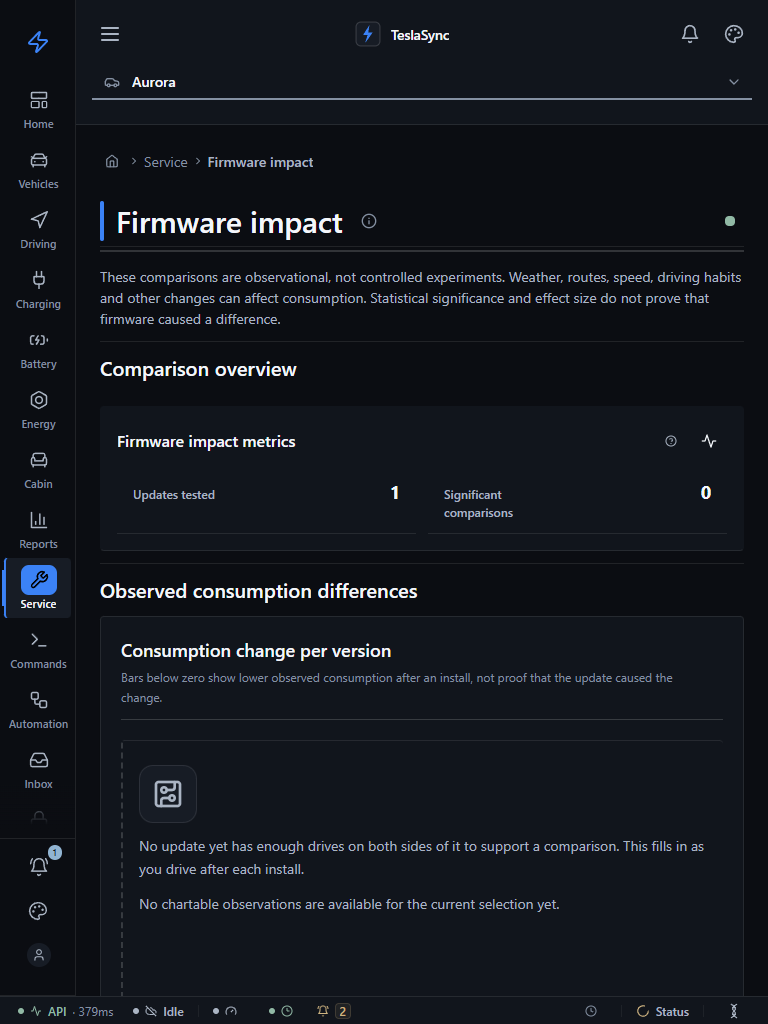 TeslaSync
Aurora
Home
Vehicles
Driving
Charging
Battery
Energy
Cabin
Reports
Service
Commands
Automation
Inbox
1
Service
Firmware impact
Firmware impact
These comparisons are observational, not controlled experiments. Weather, routes, speed, driving habits
and other changes can affect consumption. Statistical significance and effect size do not prove that
firmware caused a difference.
Comparison overview
Firmware impact metrics
Updates tested
1
Significant
comparisons
0
Observed consumption differences
Consumption change per version
Bars below zero show lower observed consumption after an install, not proof that the update caused the
change.
No update yet has enough drives on both sides of it to support a comparison. This fills in as
you drive after each install.
No chartable observations are available for the current selection yet.
API · 379ms
Idle
2
Status